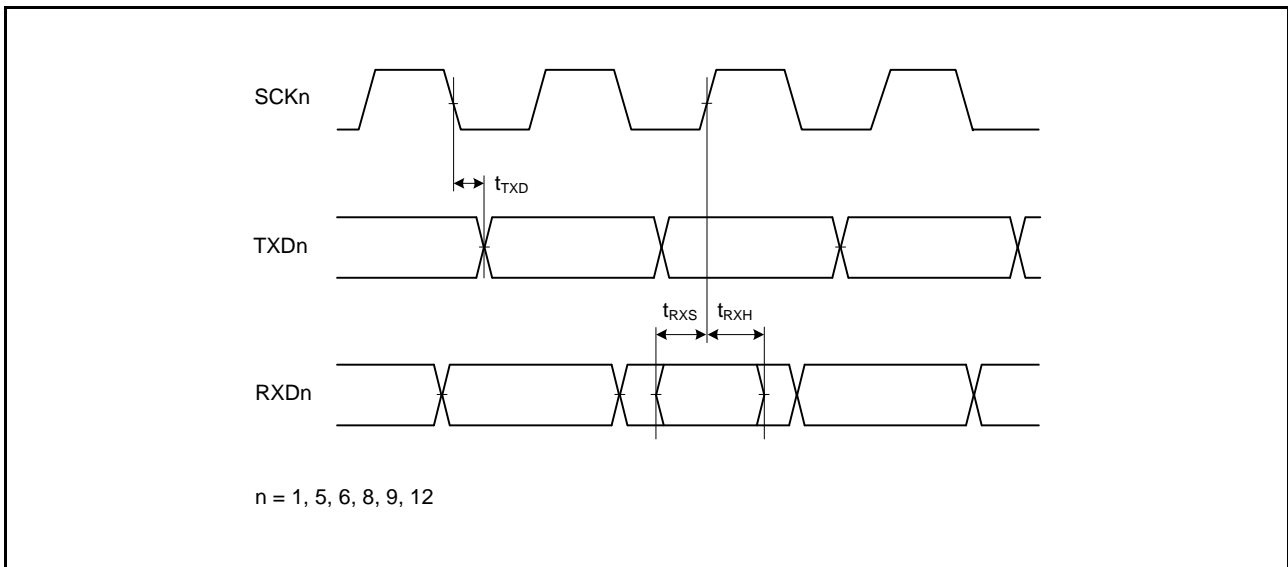 SCKn
tTXD
TXDn
tRXS
tRXH
RXDn
n = 1, 5, 6, 8, 9, 12